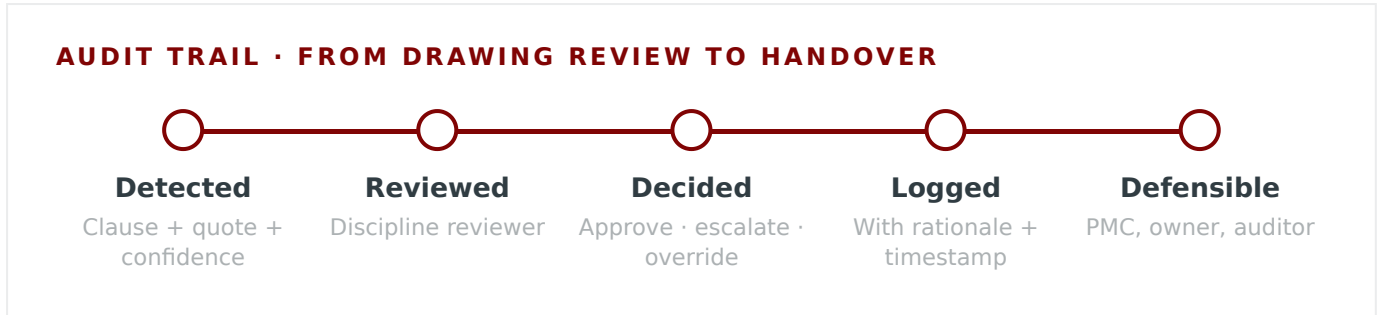 AUDIT TRAIL · FROM DRAWING REVIEW TO HANDOVER
Detected
Clause + quote +
confidence
Reviewed
Discipline reviewer
Decided
Approve · escalate ·
override
Logged
With rationale +
timestamp
Defensible
PMC, owner, auditor